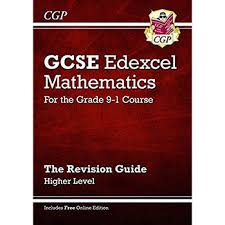 CGP
GCSE Edexcel
Mathematics
For the Grade 9-1 Course
CGP
The Revision Guide
Higher Level
Includes Free Online Edition